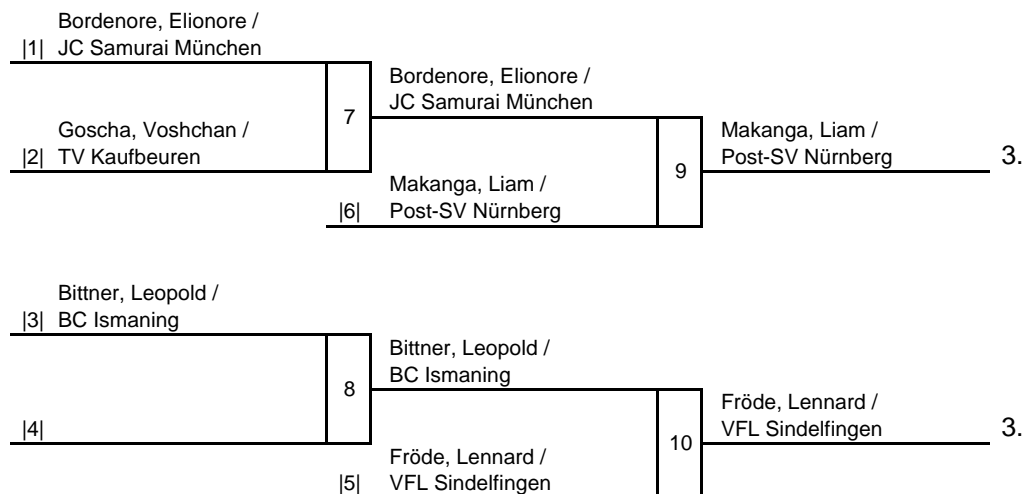 Bordenore, Elionore /
|1| JC Samurai München
Bordenore, Elionore /
JC Samurai München
7
Goscha, Voshchan /
|2| TV Kaufbeuren
Makanga, Liam /
Post-SV Nürnberg
3.
9
Makanga, Liam /
|6| Post-SV Nürnberg
Bittner, Leopold /
|3| BC Ismaning
Bittner, Leopold /
BC Ismaning
8
|4|
Fröde, Lennard /
VFL Sindelfingen
3.
10
Fröde, Lennard /
|5| VFL Sindelfingen